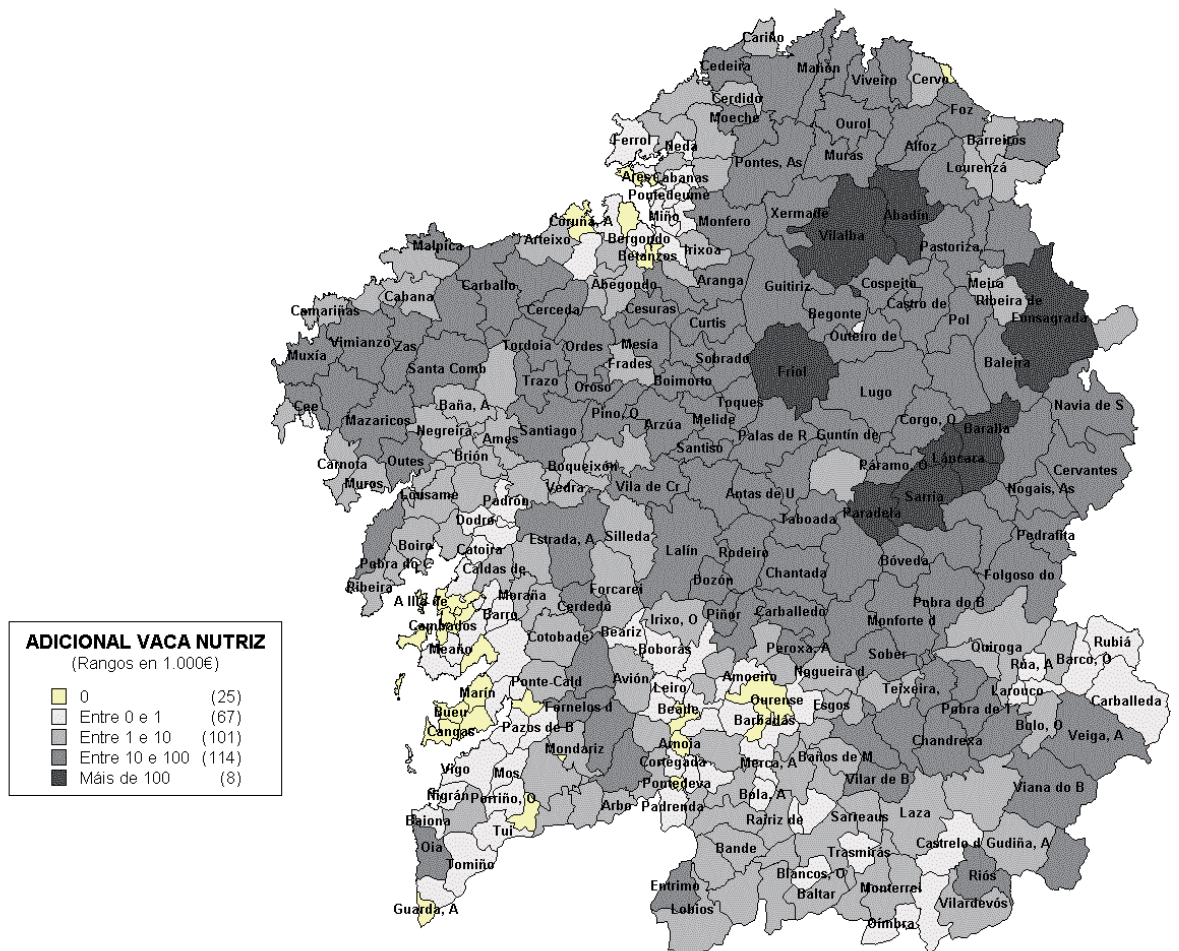 Cariño
Cedeira
Mañón
Viveiro
Cervo
Cerdido
Moeche
Foz
Ourol
Ferrol
Neda
Barreiros
Alfoz
Muras
Pontes, As
Lourenzá
Ares
Cabanas
Pontedeume
Miño
Monfero
Xermade
Abadín
Coruña, A
Arteixo
Bergondo
Vilalba
Malpica
Betanzos
Irixoa
Pastoriza,
Aranga
Guitiriz
Cospeito
Meira
Carballo
Abegondo
Cabana
Ribeira de
Camariñas
Cerceda
Cesuras
Castro de
Fonsagrada
Begonte
Pol
Curtis
Outeiro de
Vimianzo
Zas
Tordoia
Ordes
Mesía
Muxía
Sobrado
Frades
Baleira
Santa Comb
Friol
Trazo
Oroso
Boimorto
Lugo
Toques
Navia de S
Cee
Baña, A
Pino, O
Mazaricos
Arzúa
Melide
Corgo, O
Negreira
Santiago
Baralla
Palas de R
Guntín de
Ames
Santiso
Brión
Láncara
Carnota
Outes
Boqueixón
Páramo, O
Cervantes
Muros
Vedra
Vila de Cr
Antas de U
Nogais, As
Lousame
Padrón
Sarria
Paradela
Dodro
Taboada
Estrada, A
Silleda
Pedrafita
Boiro
Catoira
Lalín
Rodeiro
Bóveda
Pobra do C
Caldas de
Chantada
Folgoso do
Ribeira
Forcarei
Dozón
A Illa de
Moraña
Cerdedo
Piñor
Carballedo
Pobra do B
Barro
Irixo, O
Monforte d
Cambados
Cotobade
Beariz
Rubiá
Meaño
Boborás
Peroxa, A
Sober
Quiroga
Barco, O
Rúa, A
Nogueira d
Amoeiro
Avión
Ponte-Cald
Leiro
Teixeira,
Larouco
Marín
Ourense
Carballeda
Fornelos d
Beade
Esgos
Pobra de T
Bueu
Barbadás
Bolo, O
Cangas
Pazos de B
Veiga, A
Arnoia
Chandrexa
Mondariz
Baños de M
Cortegada
Merca, A
Vigo
Mos
Vilar de B
Pontedeva
Viana do B
Nigrán
Porriño, O
Bola, A
Arbo
Padrenda
Laza
Baiona
Rairiz de
Sarreaus
Tui
Castrelo d
Gudiña, A
Oia
Bande
Trasmirás
Tomiño
Blancos, O
Riós
Entrimo
Baltar
Monterrei
Guarda, A
Lobios
Vilardevós
Oímbra
ADICIONAL VACA NUTRIZ
(Rangos en 1.000€)
0 (25)
Entre 0 e 1 (67)
Entre 1 e 10 (101)
Entre 10 e 100 (114)
Máis de 100 (8)